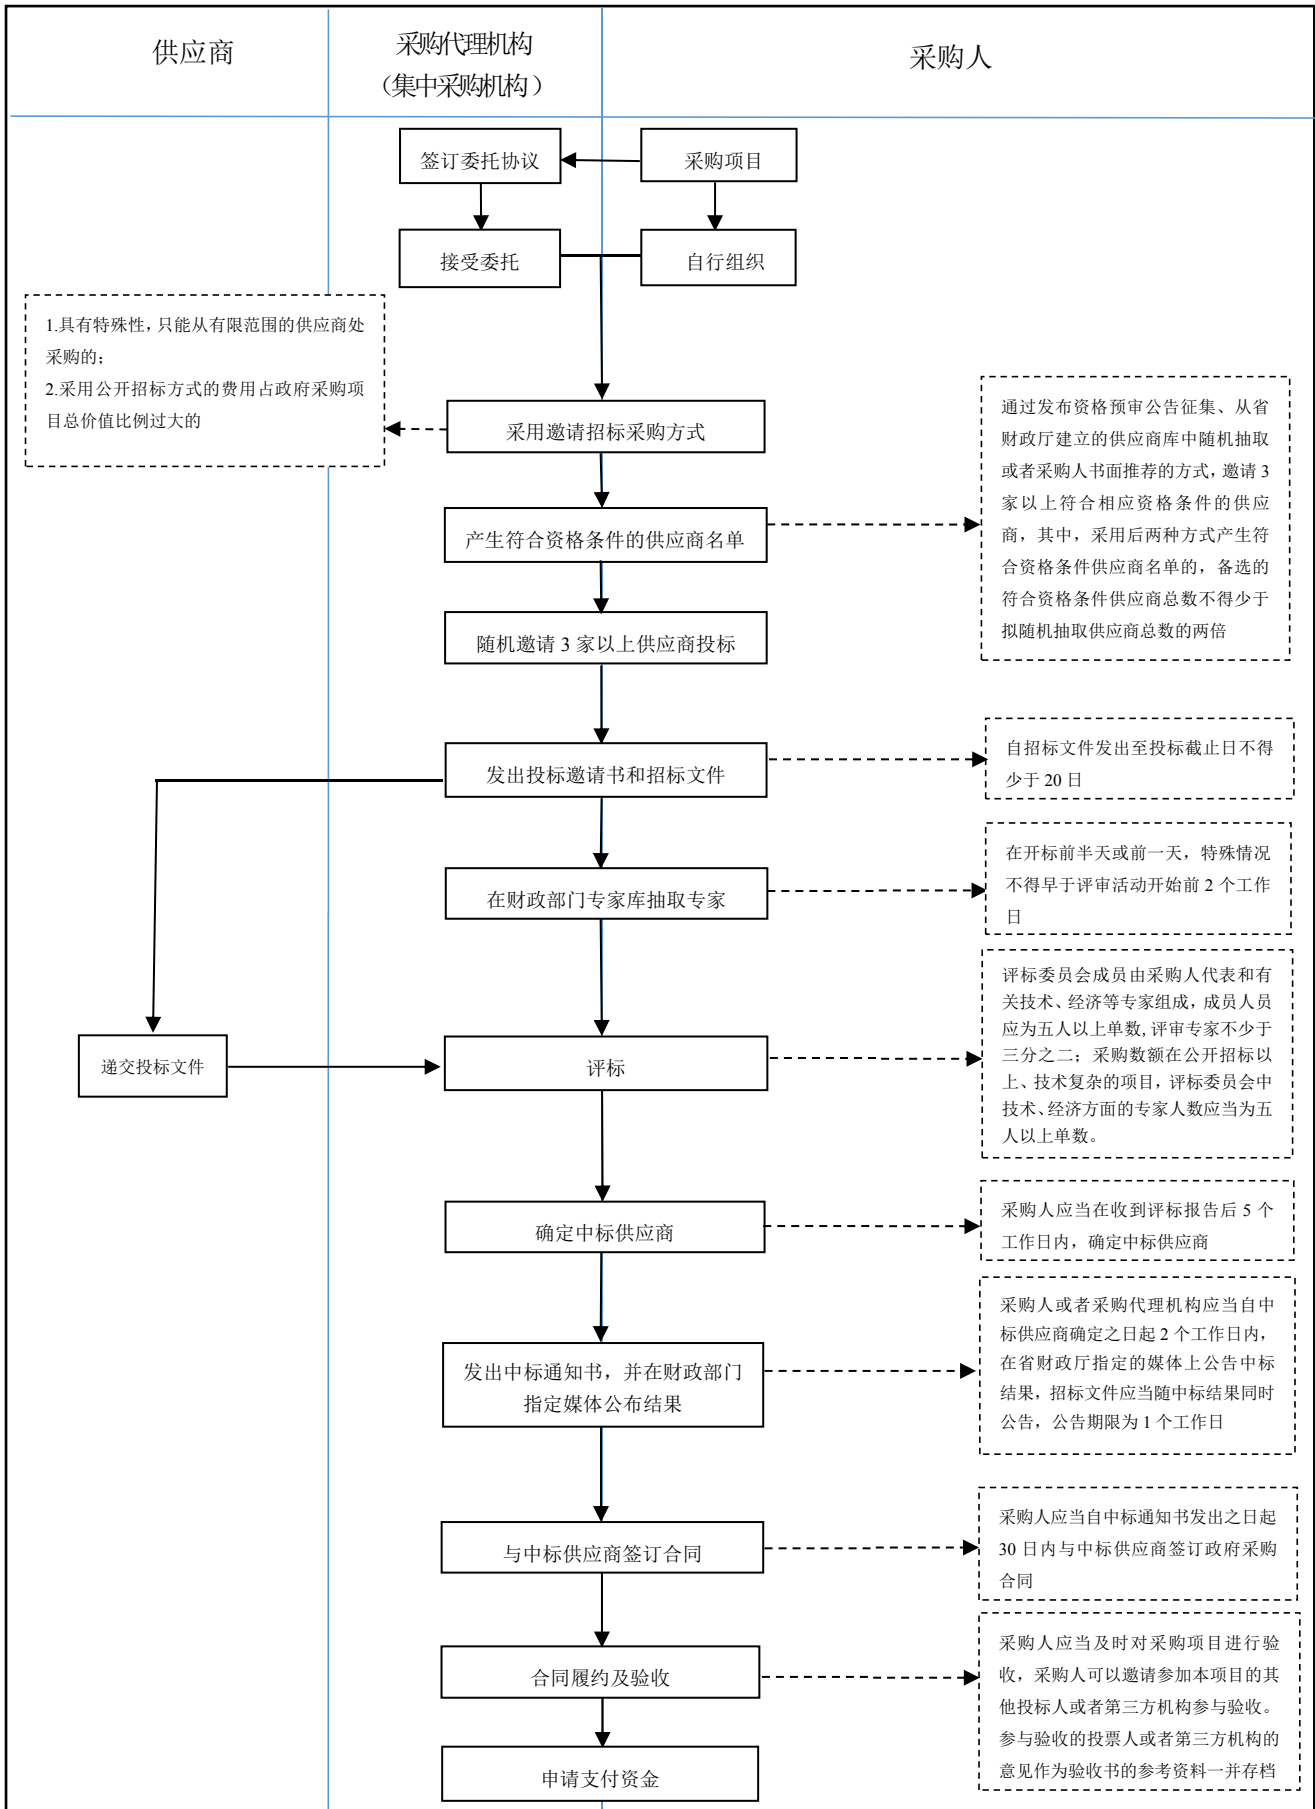 供应商
采购代理机构
（集中采购机构）
采购人
签订委托协议
采购项目
接受委托
自行组织
1.具有特殊性，只能从有限范围的供应商处
采购的；
2.采用公开招标方式的费用占政府采购项
目总价值比例过大的
采用邀请招标采购方式
通过发布资格预审公告征集、从省
财政厅建立的供应商库中随机抽取
或者采购人书面推荐的方式，邀请 3
家以上符合相应资格条件的供应
商，其中，采用后两种方式产生符
合资格条件供应商名单的，备选的
符合资格条件供应商总数不得少于
拟随机抽取供应商总数的两倍
产生符合资格条件的供应商名单
随机邀请 3 家以上供应商投标
发出投标邀请书和招标文件
自招标文件发出至投标截止日不得
少于 20 日
在财政部门专家库抽取专家
在开标前半天或前一天，特殊情况
不得早于评审活动开始前 2 个工作
日
递交投标文件
评标
评标委员会成员由采购人代表和有
关技术、经济等专家组成，成员人员
应为五人以上单数,评审专家不少于
三分之二；采购数额在公开招标以
上、技术复杂的项目，评标委员会中
技术、经济方面的专家人数应当为五
人以上单数。
确定中标供应商
采购人应当在收到评标报告后 5 个
工作日内，确定中标供应商
发出中标通知书，并在财政部门
指定媒体公布结果
采购人或者采购代理机构应当自中
标供应商确定之日起 2 个工作日内，
在省财政厅指定的媒体上公告中标
结果，招标文件应当随中标结果同时
公告，公告期限为 1 个工作日
与中标供应商签订合同
采购人应当自中标通知书发出之日起
30 日内与中标供应商签订政府采购
合同
合同履约及验收
采购人应当及时对采购项目进行验
收，采购人可以邀请参加本项目的其
他投标人或者第三方机构参与验收。
参与验收的投票人或者第三方机构的
意见作为验收书的参考资料一并存档
申请支付资金